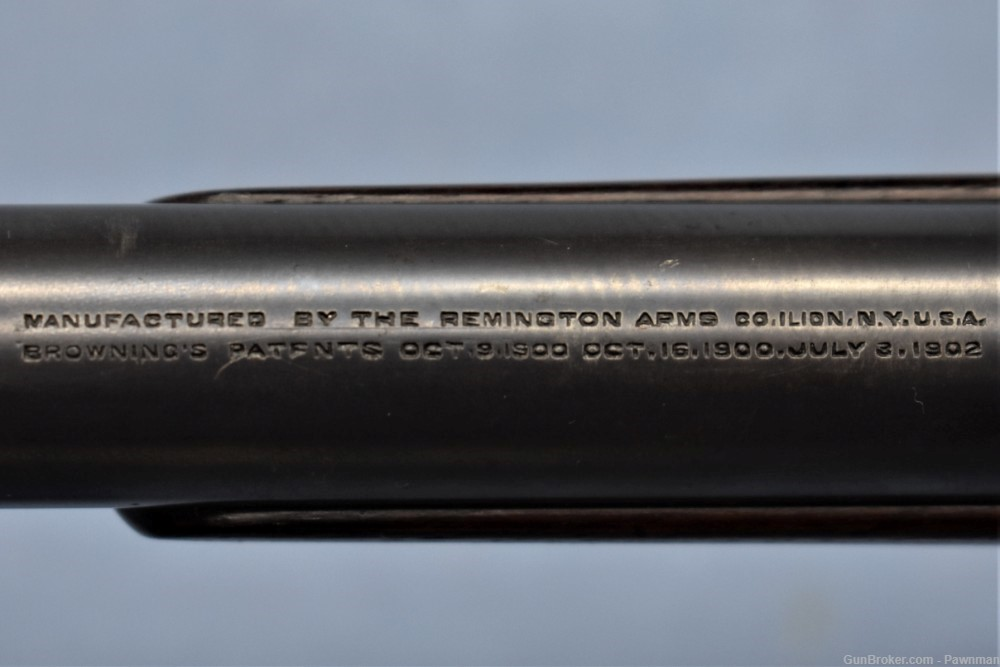 MANUFACTURED BY THE REMINGTON ARMS CO. ILION, N.Y. U.S.A.
BROWNING'S PATENTS OCT. 9.1900 OCT. 16.1900. JULY 3.1902
GunBroker.com - Pawnman